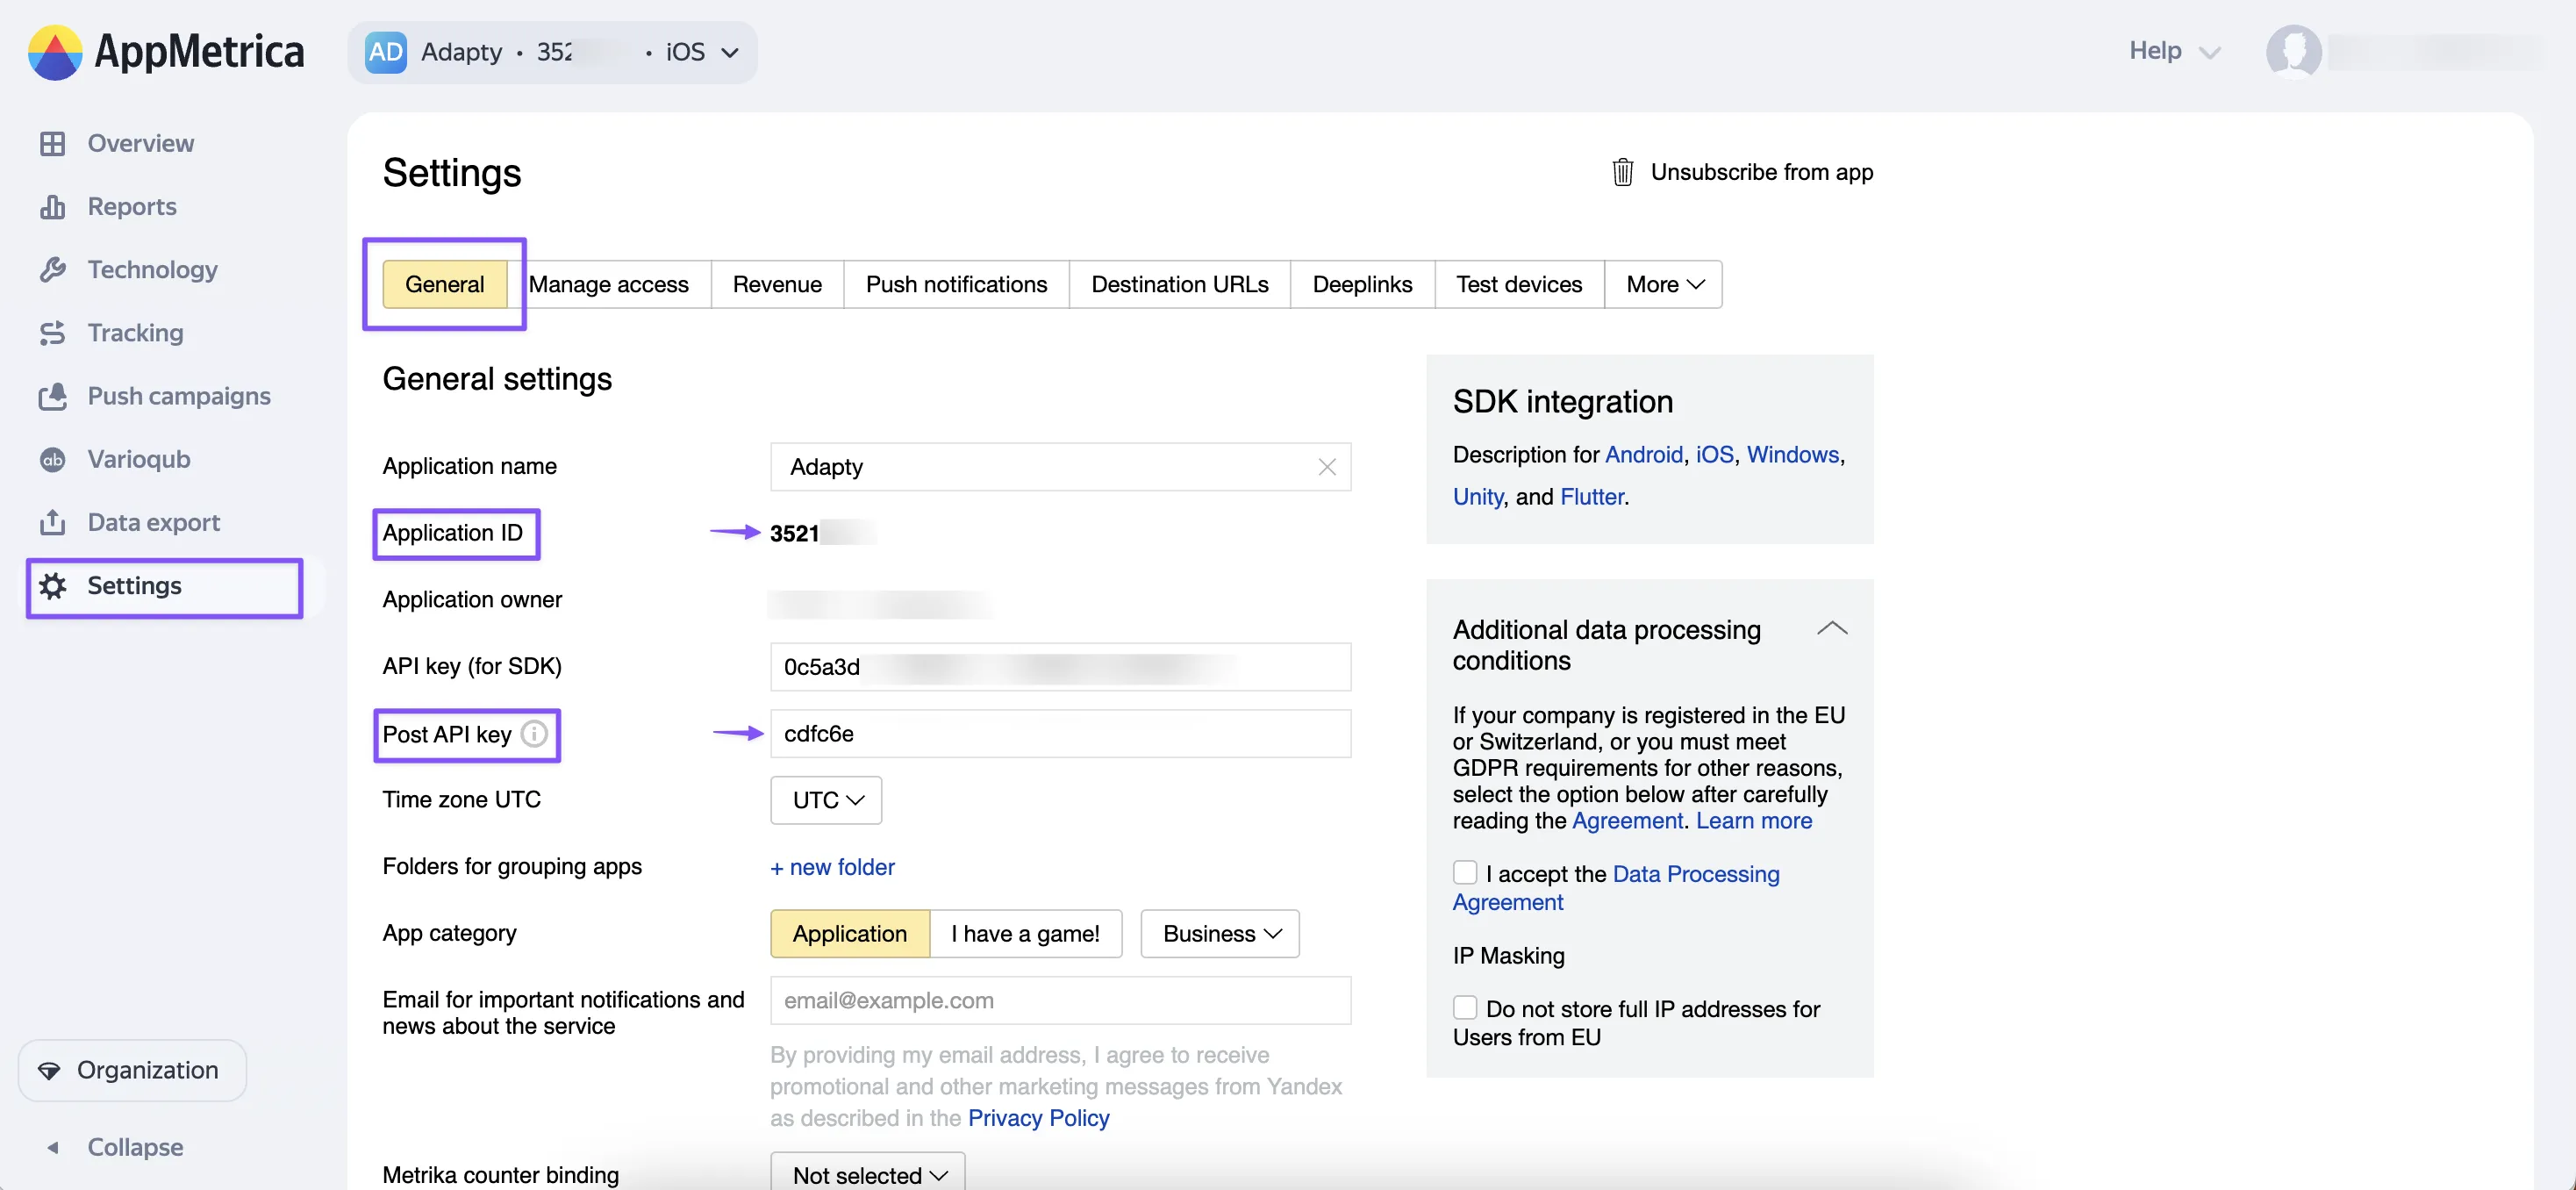 AppMetrica
AD Adapty • 352 • iOS
Help
Overview
Reports
Technology
Tracking
Push campaigns
ab Varioqub
Data export
Settings
Organization
Collapse
Settings
Unsubscribe from app
General Manage access Revenue Push notifications Destination URLs Deeplinks Test devices More
General settings
Application name Adapty
Application ID 3521
Application owner
API key (for SDK) 0c5a3d
Post API key cdfc6e
Time zone UTC UTC
Folders for grouping apps + new folder
App category Application I have a game! Business
Email for important notifications and
news about the service
email@example.com
By providing my email address, I agree to receive
promotional and other marketing messages from Yandex
as described in the Privacy Policy
Metrika counter binding Not selected
SDK integration
Description for Android, iOS, Windows,
Unity, and Flutter.
Additional data processing
conditions
If your company is registered in the EU
or Switzerland, or you must meet
GDPR requirements for other reasons,
select the option below after carefully
reading the Agreement. Learn more
I accept the Data Processing
Agreement
IP Masking
Do not store full IP addresses for
Users from EU